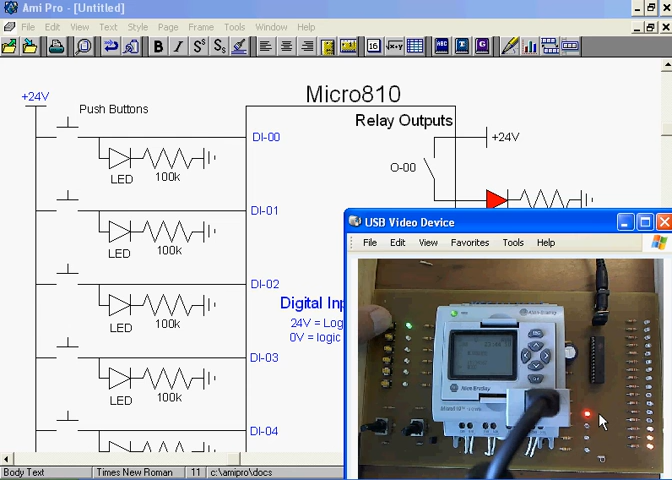 Ami Pro - [Untitled]
File Edit View Text Style Page Frame Tools Window Help
Micro810
+24V
Push Buttons
Relay Outputs
DI-00
+24V
LED
100k
O-00
DI-01
LED
100k
USB Video Device
File Edit View Favorites Tools Help
DI-02
LED
100k
Digital Inp
24V = Log
0V = logic
DI-03
LED
100k
Allen-Bradley
DI-04
Body Text Times New Roman 11 c:\amipro\docs